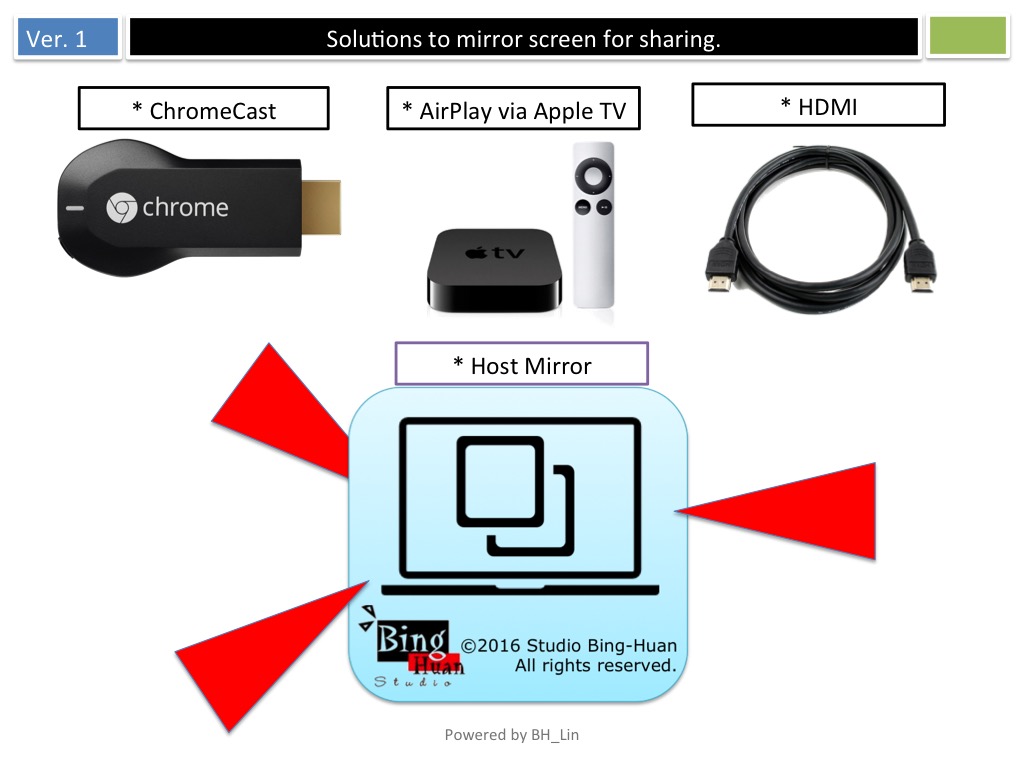 Ver. 1
Solutions to mirror screen for sharing.
* ChromeCast
* AirPlay via Apple TV
* HDMI
chrome
tv
MENU
* Host Mirror
Bing
Huan
Studio
©2016 Studio Bing-Huan
All rights reserved.
Powered by BH_Lin